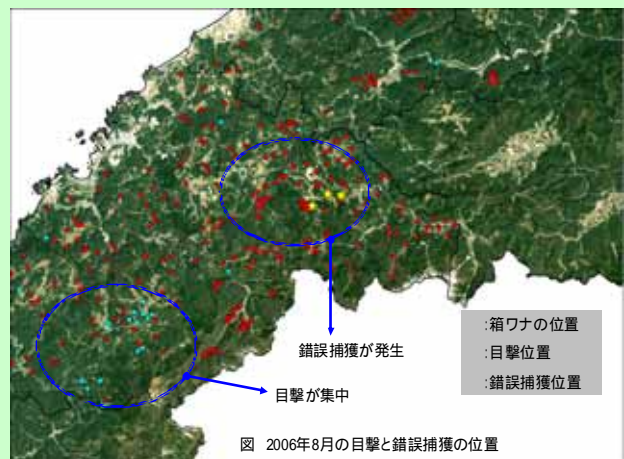 錯誤捕獲が発生
目撃が集中
:箱ワナの位置
:目撃位置
:錯誤捕獲位置
図 2006年8月の目撃と錯誤捕獲の位置